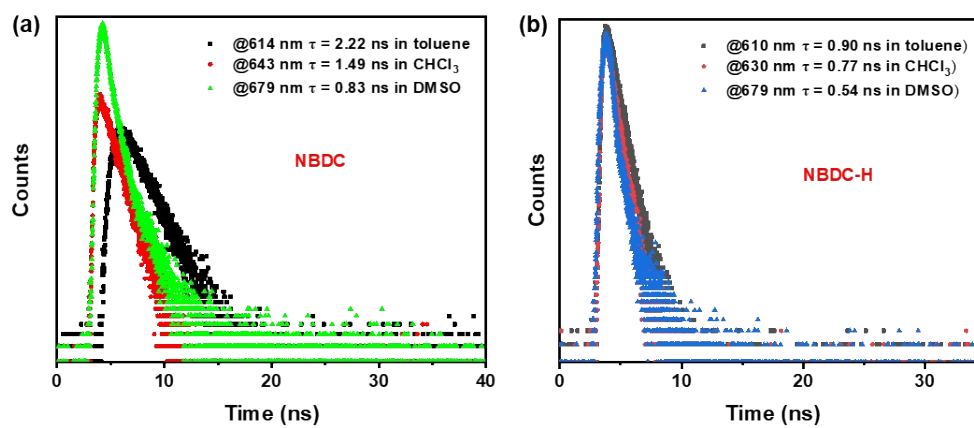 (a)
@614 nm τ = 2.22 ns in toluene
@643 nm τ = 1.49 ns in CHCl₃
@679 nm τ = 0.83 ns in DMSO
NBDC
Counts
0 10 20 30 40
Time (ns)
(b)
@610 nm τ = 0.90 ns in toluene)
@630 nm τ = 0.77 ns in CHCl₃)
@679 nm τ = 0.54 ns in DMSO)
NBDC-H
Counts
0 10 20 30
Time (ns)